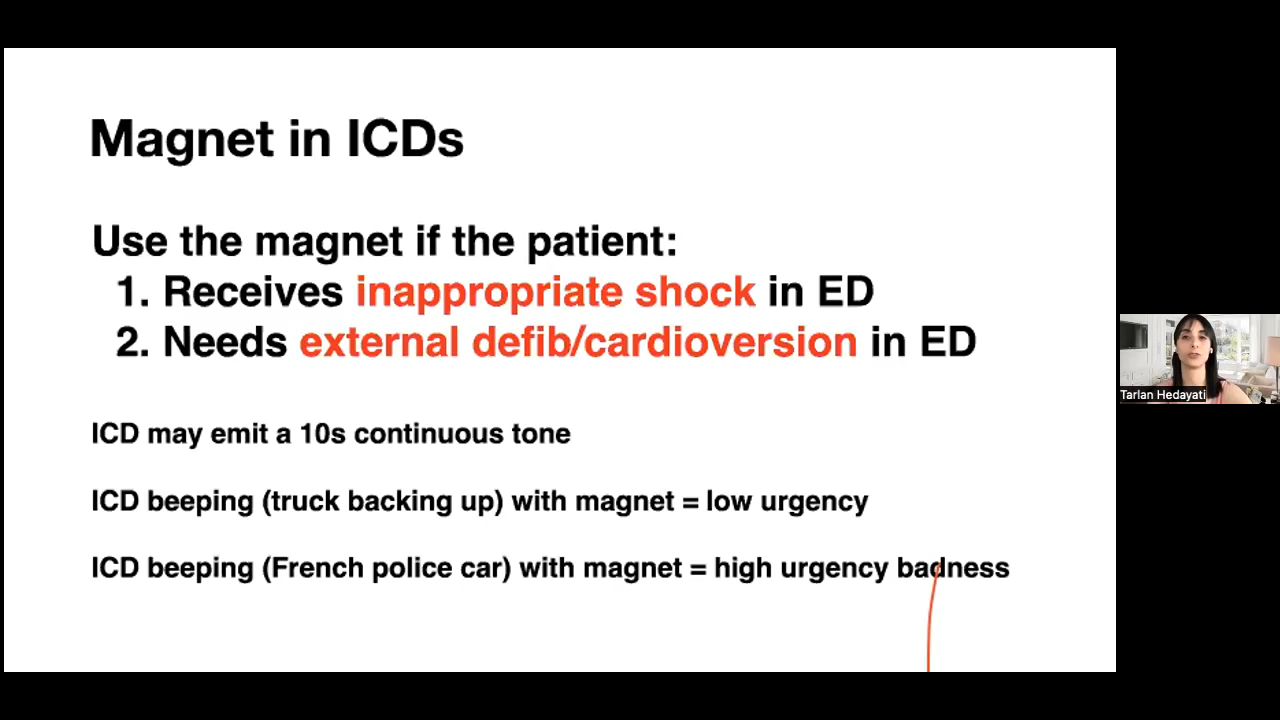 Magnet in ICDs
Use the magnet if the patient:
1. Receives inappropriate shock in ED
2. Needs external defib/cardioversion in ED
ICD may emit a 10s continuous tone
ICD beeping (truck backing up) with magnet = low urgency
ICD beeping (French police car) with magnet = high urgency badness
Tarlan Hedayati